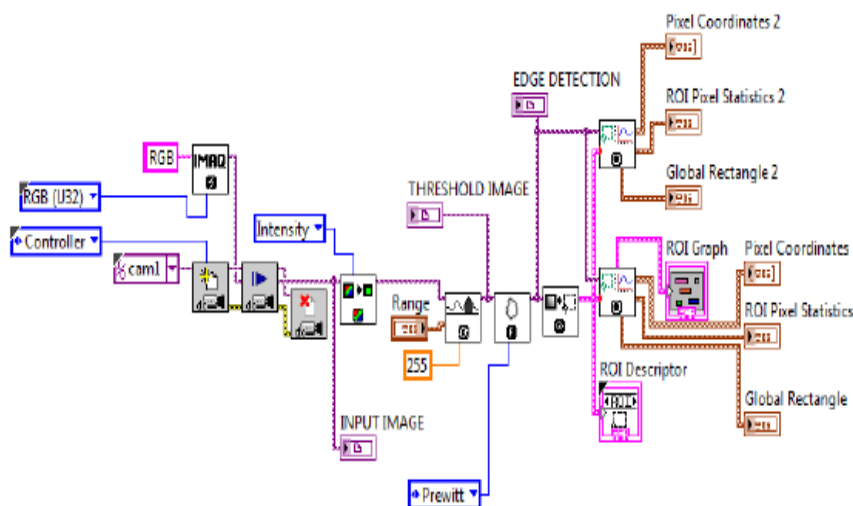 Pixel Coordinates 2
EDGE DETECTION
ROI Pixel Statistics 2
RGB
IMAQ
Global Rectangle 2
THRESHOLD IMAGE
RGB (U32)
Controller
Intensity
cam1
ROI Graph
Pixel Coordinates
Range
ROI Pixel Statistics
255
ROI Descriptor
ROI
Global Rectangle
INPUT IMAGE
Prewitt